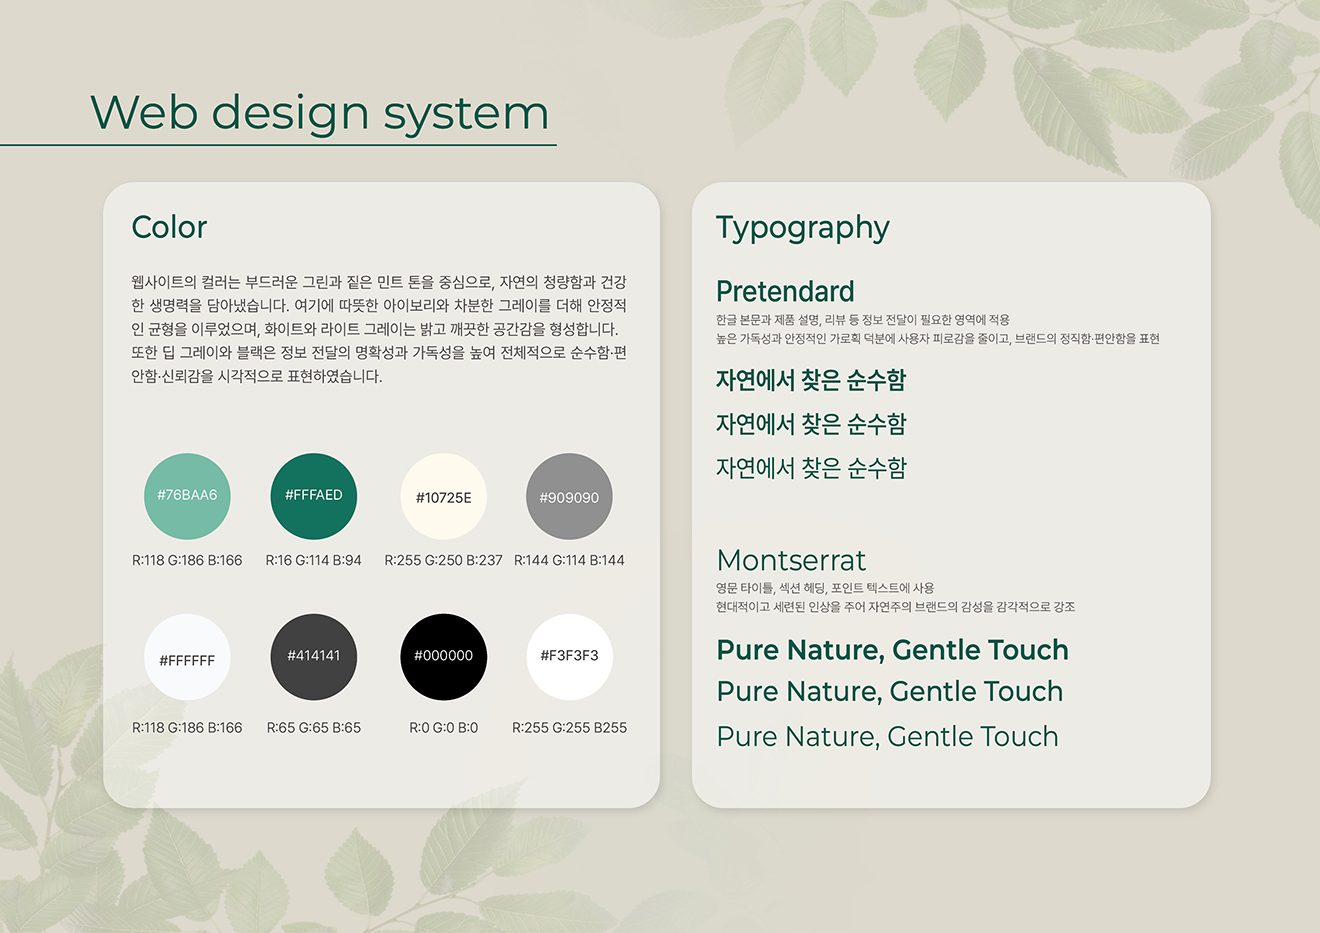 Web design system
Color
웹사이트의 컬러는 부드러운 그린과 짙은 민트 톤을 중심으로, 자연의 청량함과 건강
한 생명력을 담아냈습니다. 여기에 따뜻한 아이보리와 차분한 그레이를 더해 안정적
인 균형을 이루었으며, 화이트와 라이트 그레이는 밝고 깨끗한 공간감을 형성합니다.
또한 딥 그레이와 블랙은 정보 전달의 명확성과 가독성을 높여 전체적으로 순수함·편
안함·신뢰감을 시각적으로 표현하였습니다.
#76BAA6
#FFFAED
#10725E
#909090
R:118 G:186 B:166
R:16 G:114 B:94
R:255 G:250 B:237
R:144 G:114 B:144
#FFFFFF
#414141
#000000
#F3F3F3
R:118 G:186 B:166
R:65 G:65 B:65
R:0 G:0 B:0
R:255 G:255 B255
Typography
Pretendard
한글 본문과 제품 설명, 리뷰 등 정보 전달이 필요한 영역에 적용
높은 가독성과 안정적인 가로획 덕분에 사용자 피로감을 줄이고, 브랜드의 정직함·편안함을 표현
자연에서 찾은 순수함
자연에서 찾은 순수함
자연에서 찾은 순수함
Montserrat
영문 타이틀, 섹션 헤딩, 포인트 텍스트에 사용
현대적이고 세련된 인상을 주어 자연주의 브랜드의 감성을 감각적으로 강조
Pure Nature, Gentle Touch
Pure Nature, Gentle Touch
Pure Nature, Gentle Touch